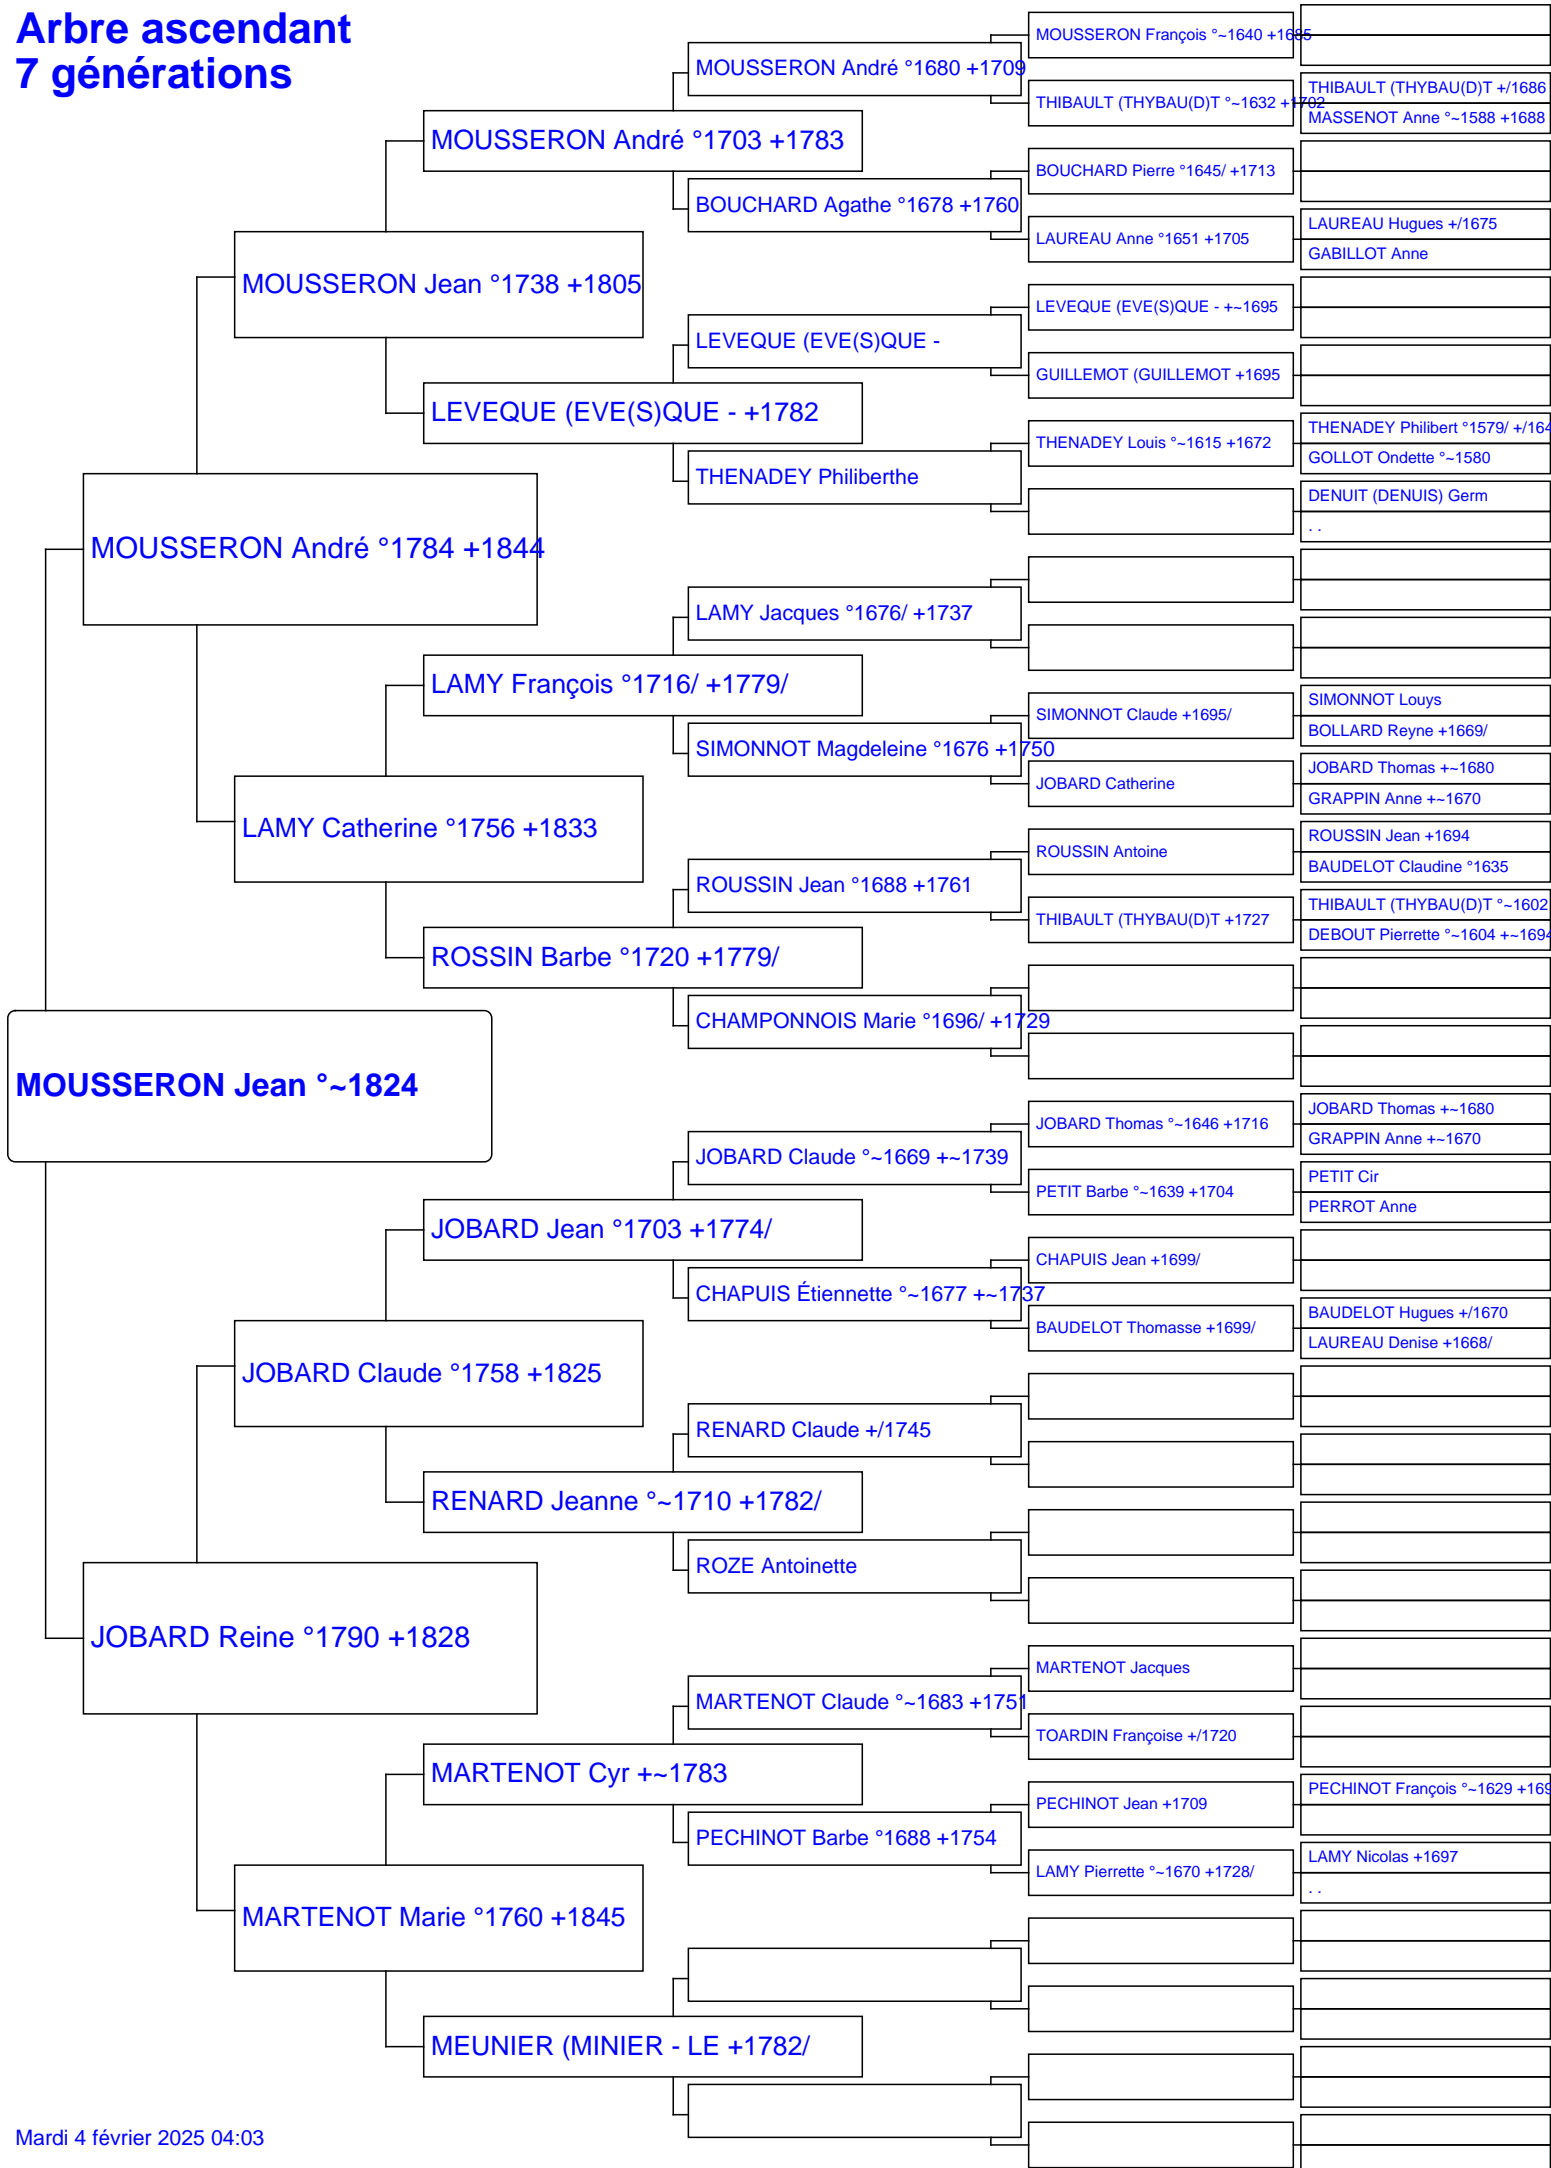 Arbre ascendant
7 générations
MOUSSERON Jean °~1824
MOUSSERON André °1784 +1844
JOBARD Reine °1790 +1828
MOUSSERON Jean °1738 +1805
LAMY Catherine °1756 +1833
JOBARD Claude °1758 +1825
MARTENOT Marie °1760 +1845
MOUSSERON André °1703 +1783
LEVEQUE (EVE(S)QUE - +1782
LAMY François °1716/ +1779/
ROSSIN Barbe °1720 +1779/
JOBARD Jean °1703 +1774/
RENARD Jeanne °~1710 +1782/
MARTENOT Cyr +~1783
MEUNIER (MINIER - LE +1782/
MOUSSERON André °1680 +1709
BOUCHARD Agathe °1678 +1760
LEVEQUE (EVE(S)QUE -
THENADEY Philiberthe
LAMY Jacques °1676/ +1737
SIMONNOT Magdeleine °1676 +1750
ROUSSIN Jean °1688 +1761
CHAMPONNOIS Marie °1696/ +1729
JOBARD Claude °~1669 +~1739
CHAPUIS Étiennette °~1677 +~1737
RENARD Claude +/1745
ROZE Antoinette
MARTENOT Claude °~1683 +1751
PECHINOT Barbe °1688 +1754
MOUSSERON François °~1640 +1685
THIBAULT (THYBAU(D)T °~1632 +1702
BOUCHARD Pierre °1645/ +1713
LAUREAU Anne °1651 +1705
LEVEQUE (EVE(S)QUE - +~1695
GUILLEMOT (GUILLEMOT +1695
THENADEY Louis °~1615 +1672
SIMONNOT Claude +1695/
JOBARD Catherine
ROUSSIN Antoine
THIBAULT (THYBAU(D)T +1727
JOBARD Thomas °~1646 +1716
PETIT Barbe °~1639 +1704
CHAPUIS Jean +1699/
BAUDELOT Thomasse +1699/
MARTENOT Jacques
TOARDIN Françoise +/1720
PECHINOT Jean +1709
LAMY Pierrette °~1670 +1728/
THIBAULT (THYBAU(D)T +/1686
MASSENOT Anne °~1588 +1688
LAUREAU Hugues +/1675
GABILLOT Anne
THENADEY Philibert °1579/ +/164
GOLLOT Ondette °~1580
DENUIT (DENUIS) Germ
. .
SIMONNOT Louys
BOLLARD Reyne +1669/
JOBARD Thomas +~1680
GRAPPIN Anne +~1670
ROUSSIN Jean +1694
BAUDELOT Claudine °1635
THIBAULT (THYBAU(D)T °~1602
DEBOUT Pierrette °~1604 +~1694
JOBARD Thomas +~1680
GRAPPIN Anne +~1670
PETIT Cir
PERROT Anne
BAUDELOT Hugues +/1670
LAUREAU Denise +1668/
PECHINOT François °~1629 +169
LAMY Nicolas +1697
. .
Mardi 4 février 2025 04:03